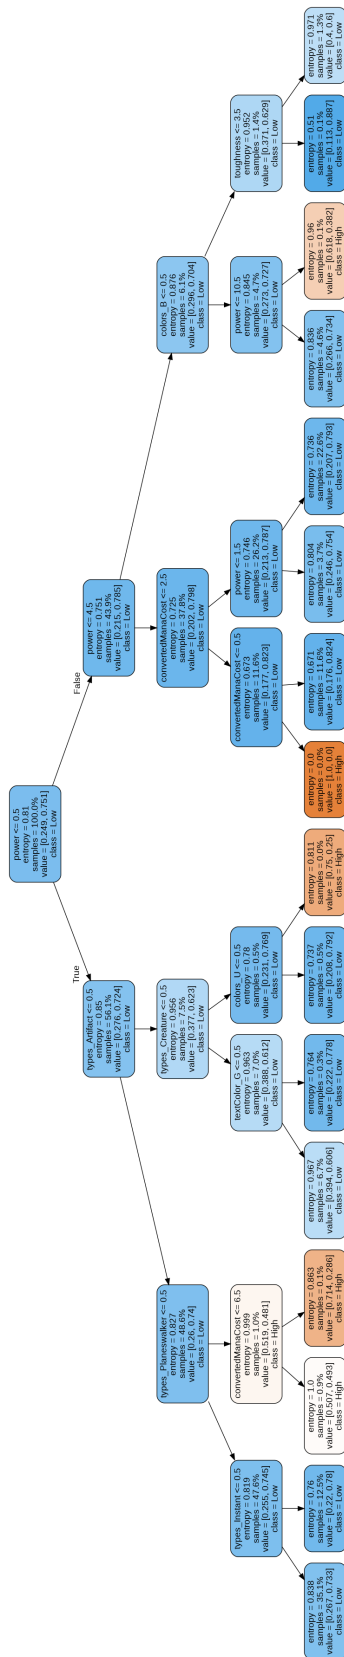 power <= 0.5
entropy = 0.81
samples = 100.0%
value = [0.249, 0.751]
class = Low
True
False
types_Artifact <= 0.5
entropy = 0.85
samples = 56.1%
value = [0.276, 0.724]
class = Low
power <= 4.5
entropy = 0.751
samples = 43.9%
value = [0.215, 0.785]
class = Low
types_Planeswalker <= 0.5
entropy = 0.827
samples = 48.6%
value = [0.26, 0.74]
class = Low
types_Creature <= 0.5
entropy = 0.956
samples = 7.5%
value = [0.377, 0.623]
class = Low
convertedManaCost <= 2.5
entropy = 0.725
samples = 37.8%
value = [0.202, 0.798]
class = Low
colors_B <= 0.5
entropy = 0.876
samples = 6.1%
value = [0.296, 0.704]
class = Low
types_Instant <= 0.5
entropy = 0.819
samples = 47.6%
value = [0.255, 0.745]
class = Low
convertedManaCost <= 6.5
entropy = 0.999
samples = 1.0%
value = [0.519, 0.481]
class = High
textColor_G <= 0.5
entropy = 0.963
samples = 7.0%
value = [0.388, 0.612]
class = Low
colors_U <= 0.5
entropy = 0.78
samples = 0.5%
value = [0.231, 0.769]
class = Low
convertedManaCost <= 0.5
entropy = 0.673
samples = 11.6%
value = [0.177, 0.823]
class = Low
power <= 1.5
entropy = 0.746
samples = 26.2%
value = [0.213, 0.787]
class = Low
power <= 10.5
entropy = 0.845
samples = 4.7%
value = [0.273, 0.727]
class = Low
toughness <= 3.5
entropy = 0.952
samples = 1.4%
value = [0.371, 0.629]
class = Low
entropy = 0.838
samples = 35.1%
value = [0.267, 0.733]
class = Low
entropy = 0.76
samples = 12.5%
value = [0.22, 0.78]
class = Low
entropy = 1.0
samples = 0.9%
value = [0.507, 0.493]
class = High
entropy = 0.863
samples = 0.1%
value = [0.714, 0.286]
class = High
entropy = 0.967
samples = 6.7%
value = [0.394, 0.606]
class = Low
entropy = 0.764
samples = 0.3%
value = [0.222, 0.778]
class = Low
entropy = 0.737
samples = 0.5%
value = [0.208, 0.792]
class = Low
entropy = 0.811
samples = 0.0%
value = [0.75, 0.25]
class = High
entropy = 0.0
samples = 0.0%
value = [1.0, 0.0]
class = High
entropy = 0.671
samples = 11.6%
value = [0.176, 0.824]
class = Low
entropy = 0.804
samples = 3.7%
value = [0.246, 0.754]
class = Low
entropy = 0.736
samples = 22.6%
value = [0.207, 0.793]
class = Low
entropy = 0.836
samples = 4.6%
value = [0.266, 0.734]
class = Low
entropy = 0.96
samples = 0.1%
value = [0.618, 0.382]
class = High
entropy = 0.51
samples = 0.1%
value = [0.113, 0.887]
class = Low
entropy = 0.971
samples = 1.3%
value = [0.4, 0.6]
class = Low